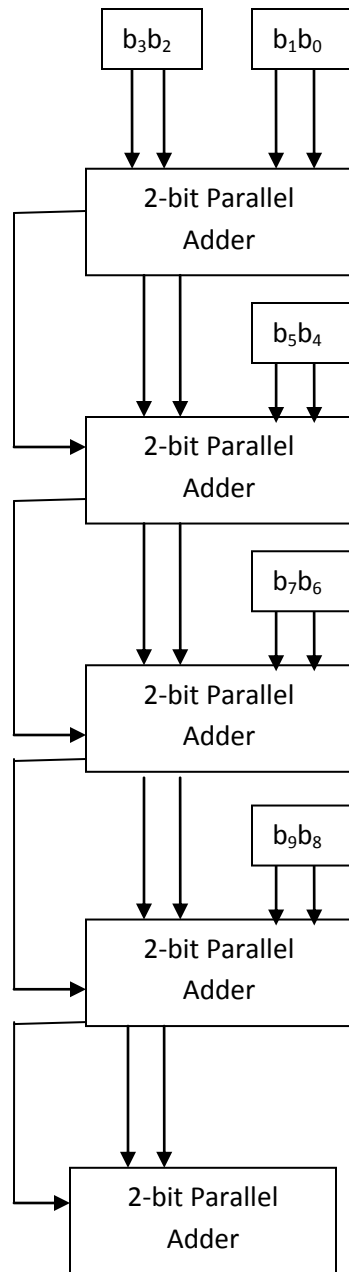 b₃b₂ b₁b₀
2-bit Parallel
Adder
b₅b₄
2-bit Parallel
Adder
b₇b₆
2-bit Parallel
Adder
b₉b₈
2-bit Parallel
Adder
2-bit Parallel
Adder